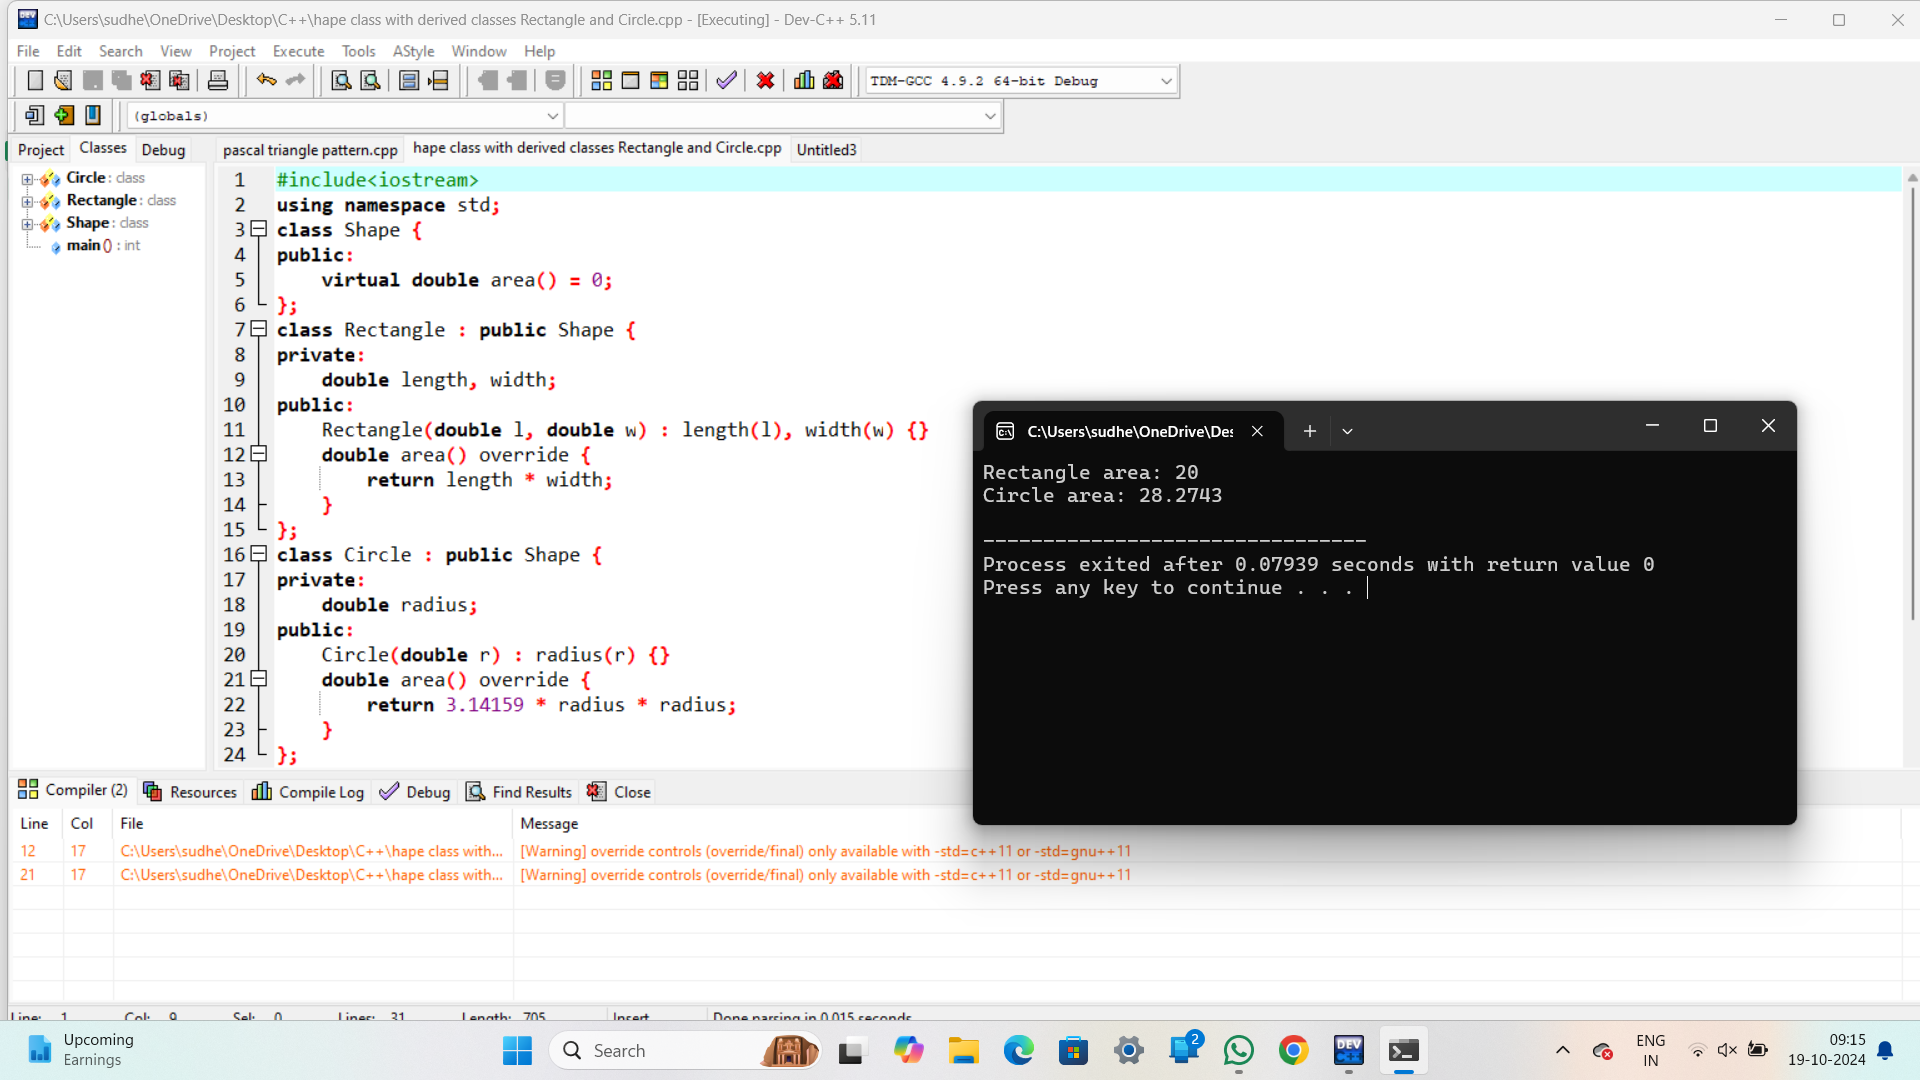 C:\Users\sudhe\OneDrive\Desktop\C++\hape class with derived classes Rectangle and Circle.cpp - [Executing] - Dev-C++ 5.11
File Edit Search View Project Execute Tools AStyle Window Help
TDM-GCC 4.9.2 64-bit Debug
(globals)
Project Classes Debug
pascal triangle pattern.cpp hape class with derived classes Rectangle and Circle.cpp Untitled3
Circle : class
Rectangle : class
Shape : class
main () : int
1 #include<iostream>
2 using namespace std;
3 class Shape {
4 public:
5 virtual double area() = 0;
6 };
7 class Rectangle : public Shape {
8 private:
9 double length, width;
10 public:
11 Rectangle(double l, double w) : length(l), width(w) {}
12 double area() override {
13 return length * width;
14 }
15 };
16 class Circle : public Shape {
17 private:
18 double radius;
19 public:
20 Circle(double r) : radius(r) {}
21 double area() override {
22 return 3.14159 * radius * radius;
23 }
24 };
C:\Users\sudhe\OneDrive\Des
Rectangle area: 20
Circle area: 28.2743
--------------------------------
Process exited after 0.07939 seconds with return value 0
Press any key to continue . . .
Compiler (2) Resources Compile Log Debug Find Results Close
Line Col File Message
12 17 C:\Users\sudhe\OneDrive\Desktop\C++\hape class with... [Warning] override controls (override/final) only available with -std=c++11 or -std=gnu++11
21 17 C:\Users\sudhe\OneDrive\Desktop\C++\hape class with... [Warning] override controls (override/final) only available with -std=c++11 or -std=gnu++11
Line: 1 Col: 9 Sel: 0 Lines: 31 Length: 705 Insert Done parsing in 0.015 seconds
Upcoming
Earnings
Search
DEV
2
ENG
IN
09:15
19-10-2024